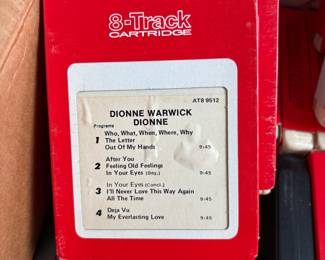 8-Track
CARTRIDGE
AT8 9512
DIONNE WARWICK
DIONNE
Programs
Who, What, When, Where, Why
1 The Letter
Out Of My Hands 9:45
After You
2 Feeling Old Feelings
In Your Eyes (Beg.) 9:45
In Your Eyes (Concl.)
3 I'll Never Love This Way Again
All The Time 9:45
4 Deja Vu
My Everlasting Love 9:45